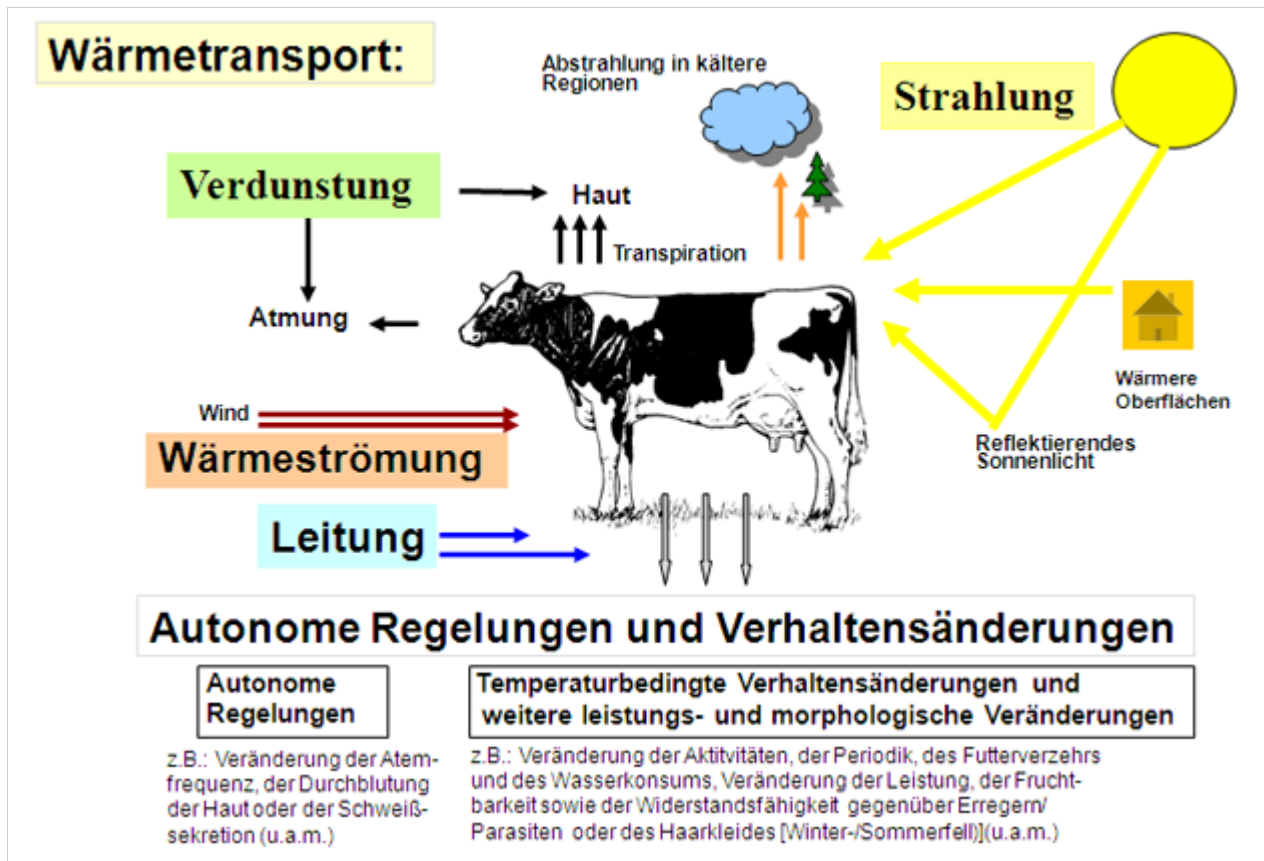 Wärmetransport:
Abstrahlung in kältere
Regionen
Strahlung
Verdunstung
Haut
Transpiration
Atmung
Wärmere
Oberflächen
Wind
Wärmeströmung
Reflektierendes
Sonnenlicht
Leitung
Autonome Regelungen und Verhaltensänderungen
Autonome
Regelungen
z.B.: Veränderung der Atem-
frequenz, der Durchblutung
der Haut oder der Schweiß-
sekretion (u.a.m.)
Temperaturbedingte Verhaltensänderungen und
weitere leistungs- und morphologische Veränderungen
z.B.: Veränderung der Aktitvitäten, der Periodik, des Futterverzehrs
und des Wasserkonsums, Veränderung der Leistung, der Frucht-
barkeit sowie der Widerstandsfähigkeit gegenüber Erregern/
Parasiten oder des Haarkleides [Winter-/Sommerfell)](u.a.m.)